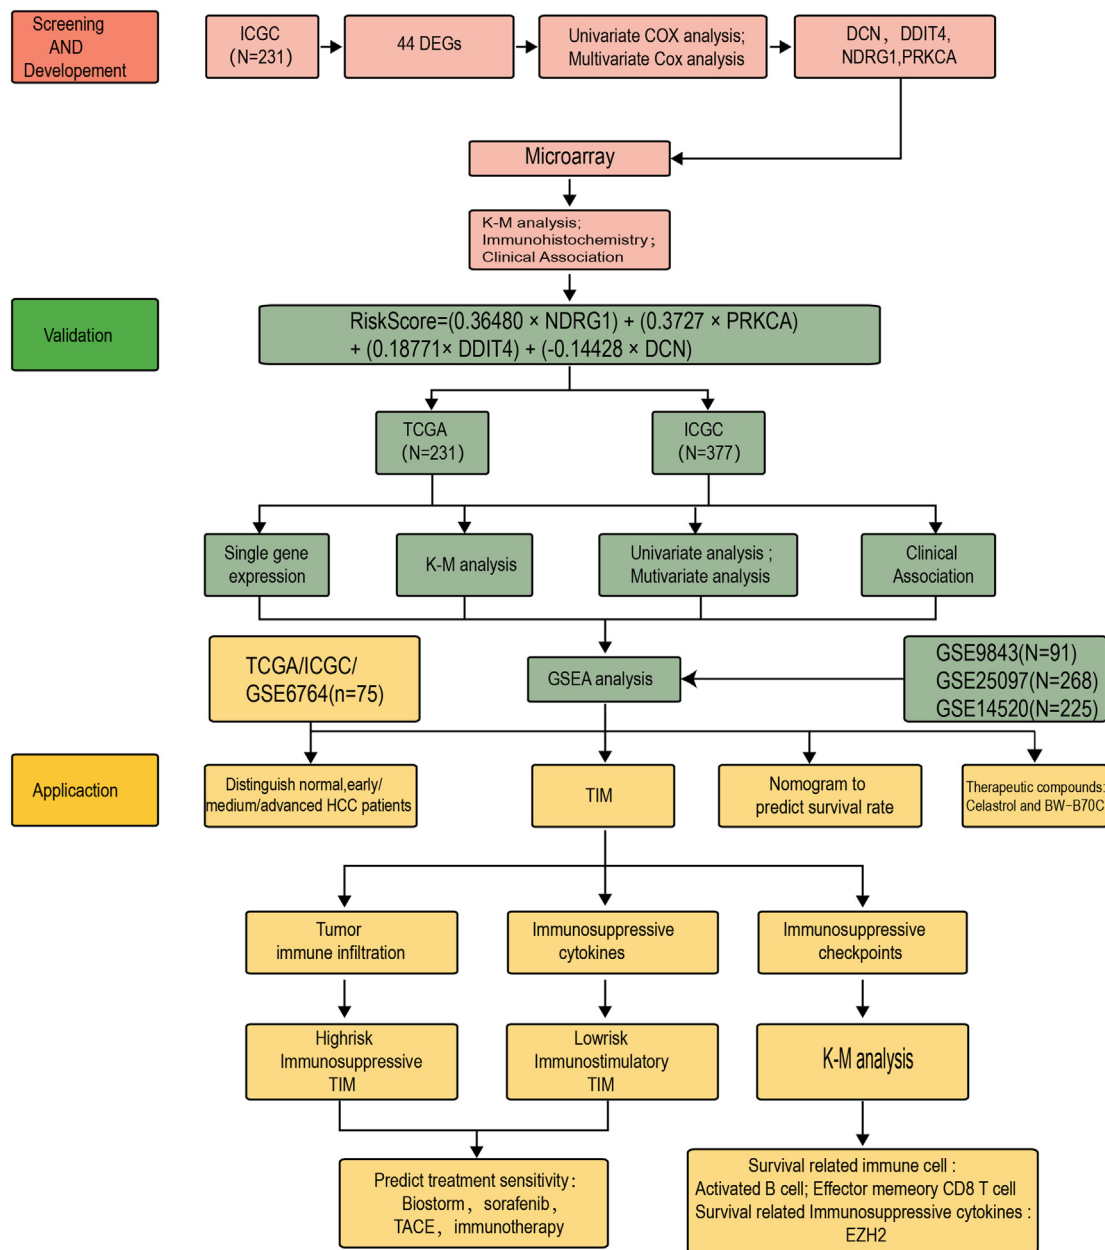 Screening
AND
Developement
ICGC
(N=231)
44 DEGs
Univariate COX analysis;
Multivariate Cox analysis
DCN, DDIT4,
NDRG1,PRKCA
Microarray
K-M analysis;
Immunohistochemistry;
Clinical Association
Validation
RiskScore=(0.36480 × NDRG1) + (0.3727 × PRKCA)
+ (0.18771× DDIT4) + (-0.14428 × DCN)
TCGA
(N=231)
ICGC
(N=377)
Single gene
expression
K-M analysis
Univariate analysis ;
Mutivariate analysis
Clinical
Association
TCGA/ICGC/
GSE6764(n=75)
GSEA analysis
GSE9843(N=91)
GSE25097(N=268)
GSE14520(N=225)
Applicaction
Distinguish normal,early/
medium/advanced HCC patients
TIM
Nomogram to
predict survival rate
Therapeutic compounds:
Celastrol and BW-B70C
Tumor
immune infiltration
Immunosuppressive
cytokines
Immunosuppressive
checkpoints
Highrisk
Immunosuppressive
TIM
Lowrisk
Immunostimulatory
TIM
K-M analysis
Predict treatment sensitivity :
Biostorm, sorafenib,
TACE, immunotherapy
Survival related immune cell :
Activated B cell; Effector memeory CD8 T cell
Survival related Immunosuppressive cytokines :
EZH2